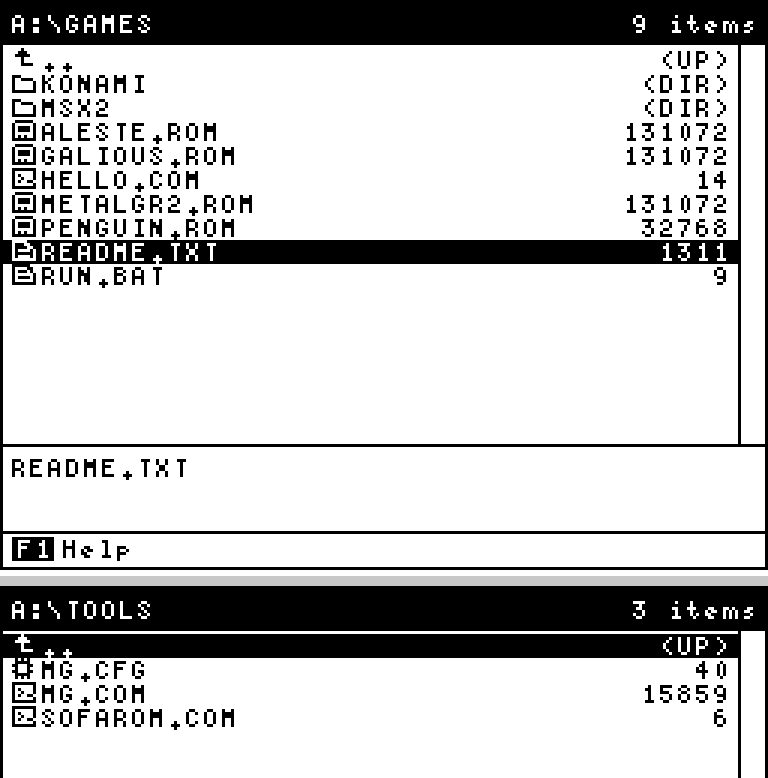 A:\GAMES 9 items
.. (UP)
KONAMI (DIR)
MSX2 (DIR)
ALESTE.ROM 131072
GALIOUS.ROM 131072
HELLO.COM 14
METALGR2.ROM 131072
PENGUIN.ROM 32768
README.TXT 1311
RUN.BAT 9
README.TXT
F1 Help
A:\TOOLS 3 items
.. (UP)
MG.CFG 40
MG.COM 15859
SOFAROM.COM 6